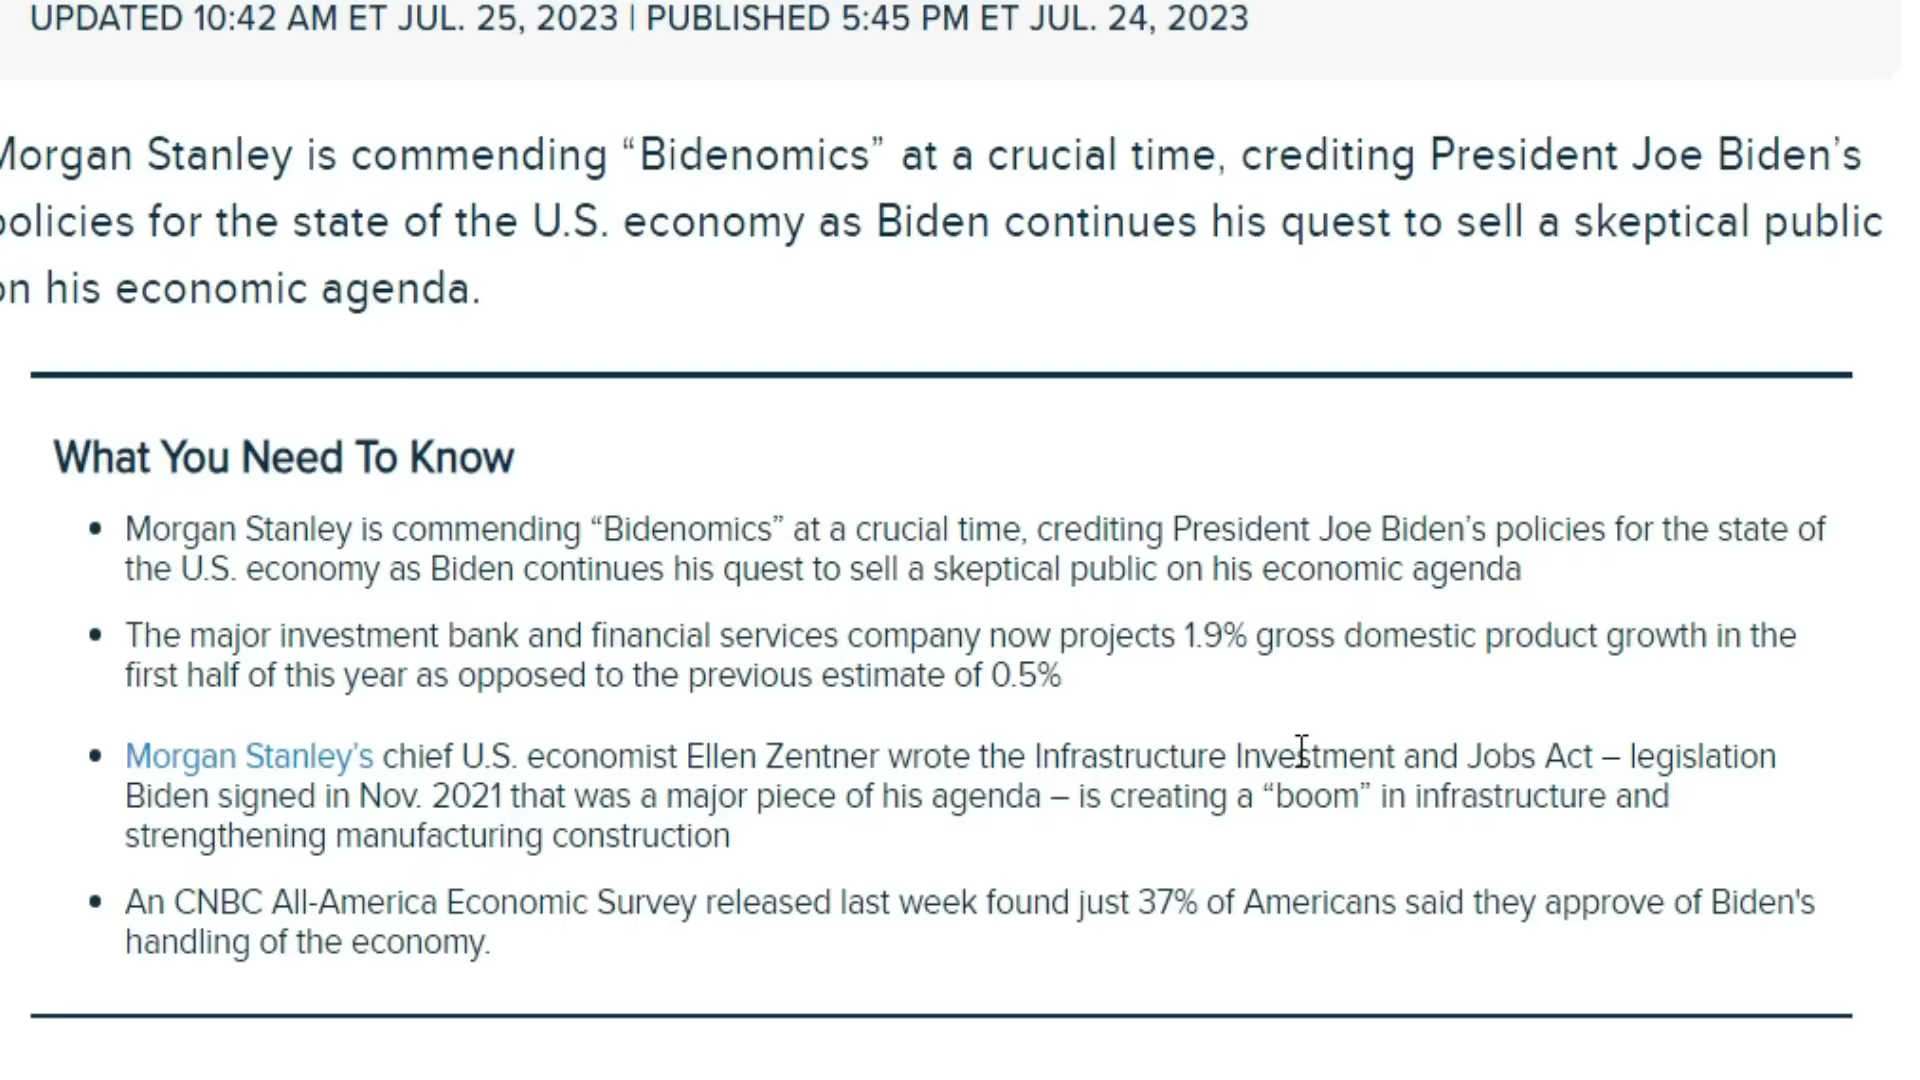 UPDATED 10:42 AM ET JUL. 25, 2023 | PUBLISHED 5:45 PM ET JUL. 24, 2023
Morgan Stanley is commending “Bidenomics” at a crucial time, crediting President Joe Biden’s
policies for the state of the U.S. economy as Biden continues his quest to sell a skeptical public
on his economic agenda.
What You Need To Know
• Morgan Stanley is commending “Bidenomics” at a crucial time, crediting President Joe Biden’s policies for the state of
the U.S. economy as Biden continues his quest to sell a skeptical public on his economic agenda
• The major investment bank and financial services company now projects 1.9% gross domestic product growth in the
first half of this year as opposed to the previous estimate of 0.5%
• Morgan Stanley’s chief U.S. economist Ellen Zentner wrote the Infrastructure Investment and Jobs Act – legislation
Biden signed in Nov. 2021 that was a major piece of his agenda – is creating a “boom” in infrastructure and
strengthening manufacturing construction
• An CNBC All-America Economic Survey released last week found just 37% of Americans said they approve of Biden's
handling of the economy.